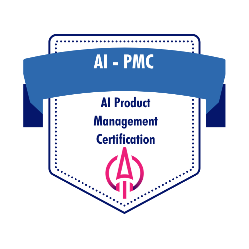 AI - PMC
AI Product
Management
Certification